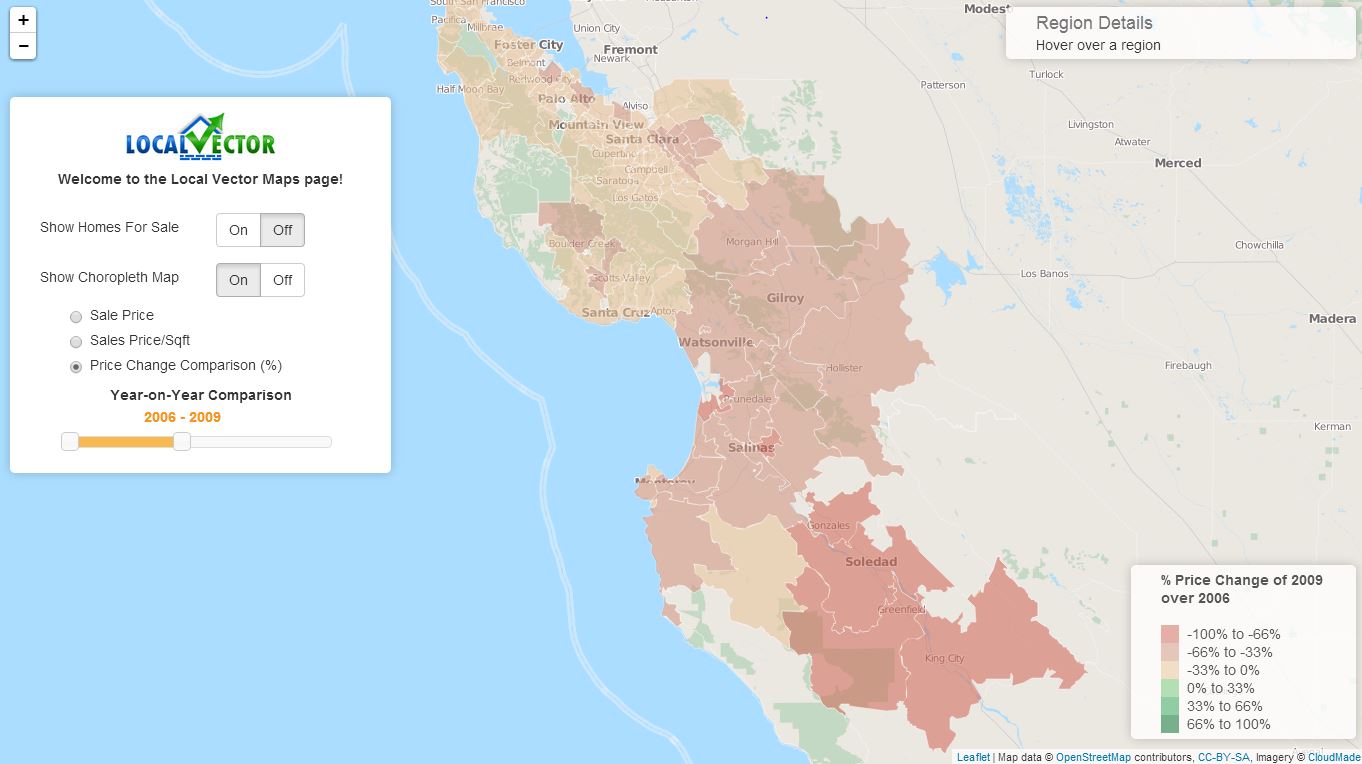 +
−
LOCALVECTOR
Welcome to the Local Vector Maps page!
Show Homes For Sale
On Off
Show Choropleth Map
On Off
Sale Price
Sales Price/Sqft
Price Change Comparison (%)
Year-on-Year Comparison
2006 - 2009
South San Francisco
Pacifica
Millbrae
Foster City
Belmont
Redwood City
Half Moon Bay
Palo Alto
Union City
Fremont
Newark
Alviso
Mountain View
Santa Clara
Cupertino
Campbell
Saratoga
Los Gatos
Boulder Creek
Scotts Valley
Santa Cruz
Aptos
Morgan Hill
Gilroy
Watsonville
Hollister
Prunedale
Salinas
Monterey
Gonzales
Soledad
Greenfield
King City
Modest
Patterson
Turlock
Livingston
Atwater
Merced
Chowchilla
Los Banos
Madera
Firebaugh
Kerman
Region Details
Hover over a region
% Price Change of 2009
over 2006
-100% to -66%
-66% to -33%
-33% to 0%
0% to 33%
33% to 66%
66% to 100%
Leaflet | Map data © OpenStreetMap contributors, CC-BY-SA, Imagery © CloudMade